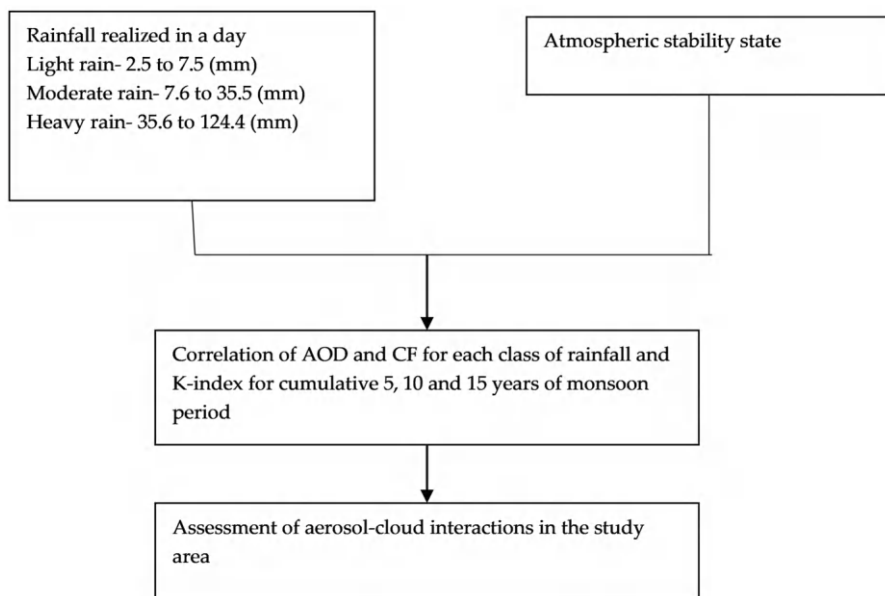 Rainfall realized in a day
Light rain- 2.5 to 7.5 (mm)
Moderate rain- 7.6 to 35.5 (mm)
Heavy rain- 35.6 to 124.4 (mm)
Atmospheric stability state
Correlation of AOD and CF for each class of rainfall and
K-index for cumulative 5, 10 and 15 years of monsoon
period
Assessment of aerosol-cloud interactions in the study
area